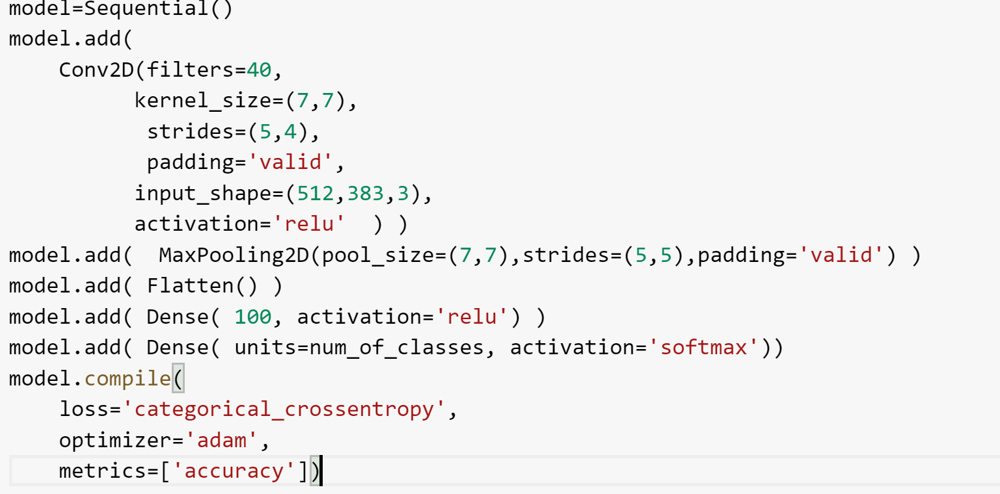 model=Sequential()
model.add(
    Conv2D(filters=40,
          kernel_size=(7,7),
           strides=(5,4),
           padding='valid',
          input_shape=(512,383,3),
          activation='relu'  ) )
model.add(  MaxPooling2D(pool_size=(7,7),strides=(5,5),padding='valid') )
model.add( Flatten() )
model.add( Dense( 100, activation='relu') )
model.add( Dense( units=num_of_classes, activation='softmax'))
model.compile(
    loss='categorical_crossentropy',
    optimizer='adam',
    metrics=['accuracy'])